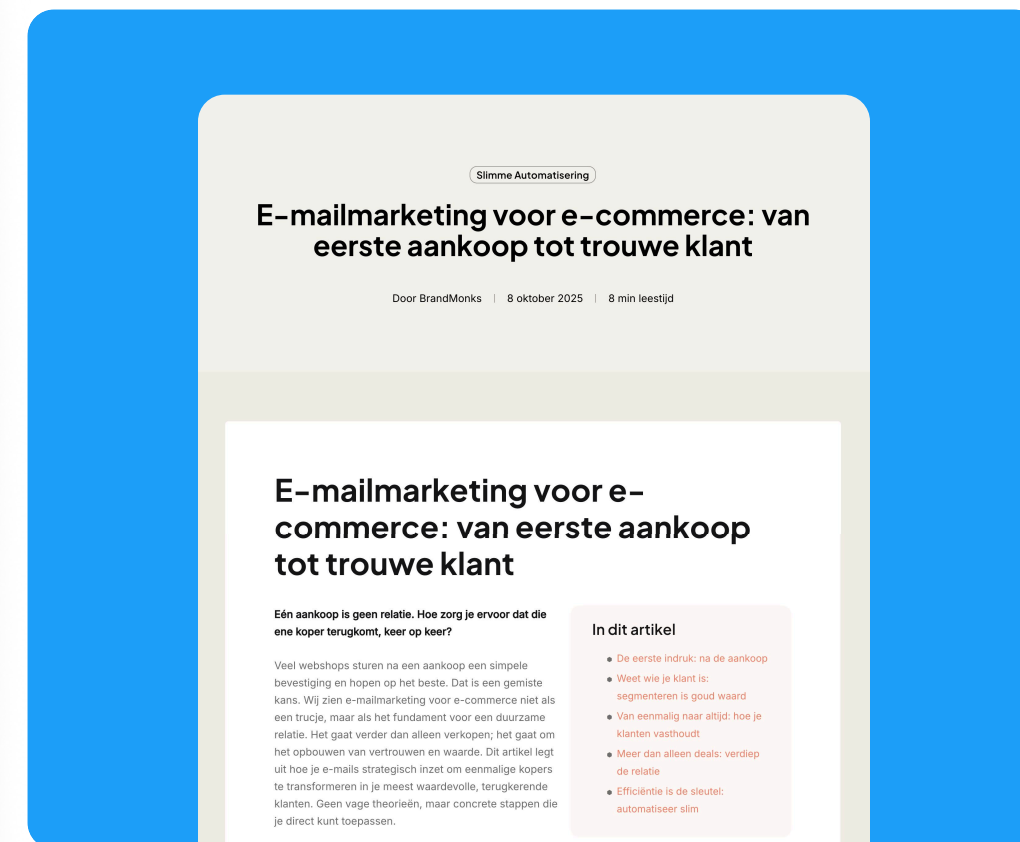 Slimme Automatisering
E-mailmarketing voor e-commerce: van
eerste aankoop tot trouwe klant
Door BrandMonks | 8 oktober 2025 | 8 min leestijd
E-mailmarketing voor e-
commerce: van eerste aankoop
tot trouwe klant
Eén aankoop is geen relatie. Hoe zorg je ervoor dat die
ene koper terugkomt, keer op keer?
Veel webshops sturen na een aankoop een simpele
bevestiging en hopen op het beste. Dat is een gemiste
kans. Wij zien e-mailmarketing voor e-commerce niet als
een trucje, maar als het fundament voor een duurzame
relatie. Het gaat verder dan alleen verkopen; het gaat om
het opbouwen van vertrouwen en waarde. Dit artikel legt
uit hoe je e-mails strategisch inzet om eenmalige kopers
te transformeren in je meest waardevolle, terugkerende
klanten. Geen vage theorieën, maar concrete stappen die
je direct kunt toepassen.
In dit artikel
De eerste indruk: na de aankoop
Weet wie je klant is:
segmenteren is goud waard
Van eenmalig naar altijd: hoe je
klanten vasthoudt
Meer dan alleen deals: verdiep
de relatie
Efficiëntie is de sleutel:
automatiseer slim